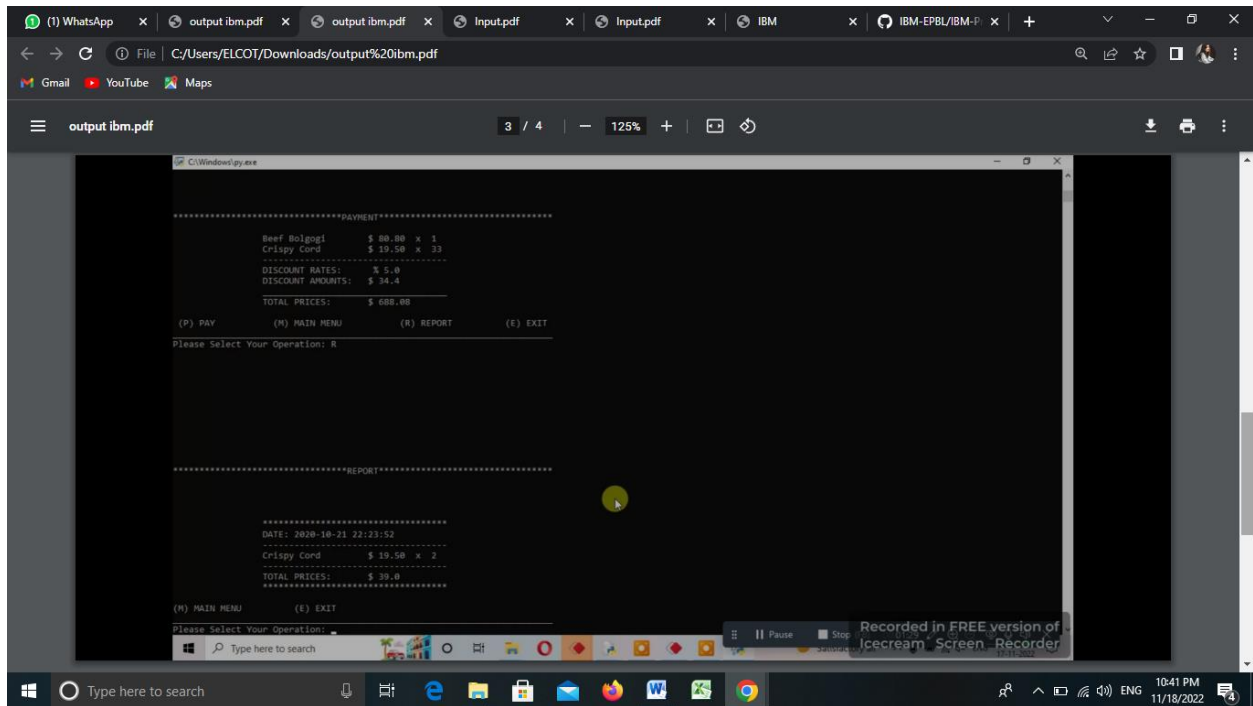 (1) WhatsApp
output ibm.pdf
output ibm.pdf
Input.pdf
Input.pdf
IBM
IBM-EPBL/IBM-P
File
C:/Users/ELCOT/Downloads/output%20ibm.pdf
Gmail
YouTube
Maps
output ibm.pdf
3 / 4
125%
C:\Windows\py.exe
*********************************PAYMENT**********************************
Beef Bolgogi $ 80.80 x 1
Crispy Cord $ 19.50 x 33
-----------------------------------
DISCOUNT RATES: % 5.0
DISCOUNT AMOUNTS: $ 34.4
___________________________________
TOTAL PRICES: $ 688.08
(P) PAY (M) MAIN MENU (R) REPORT (E) EXIT
Please Select Your Operation: R
**********************************REPORT**********************************
***********************************
DATE: 2020-10-21 22:23:52
-----------------------------------
Crispy Cord $ 19.50 x 2
-----------------------------------
TOTAL PRICES: $ 39.0
***********************************
(M) MAIN MENU (E) EXIT
Please Select Your Operation: _
Pause
Stop
Recorded in FREE version of
Icecream Screen Recorder
Type here to search
17-11-2022
Type here to search
ENG
10:41 PM
11/18/2022
4